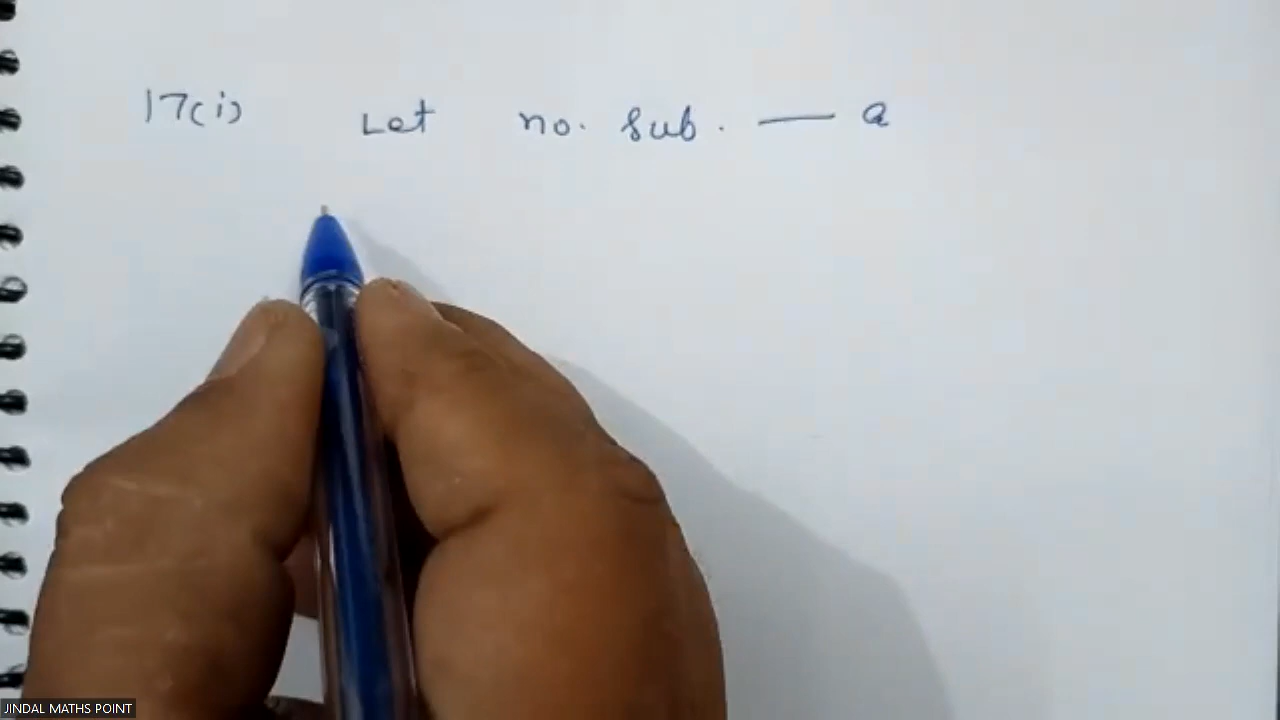 17(i) Let no. sub. — a
JINDAL MATHS POINT